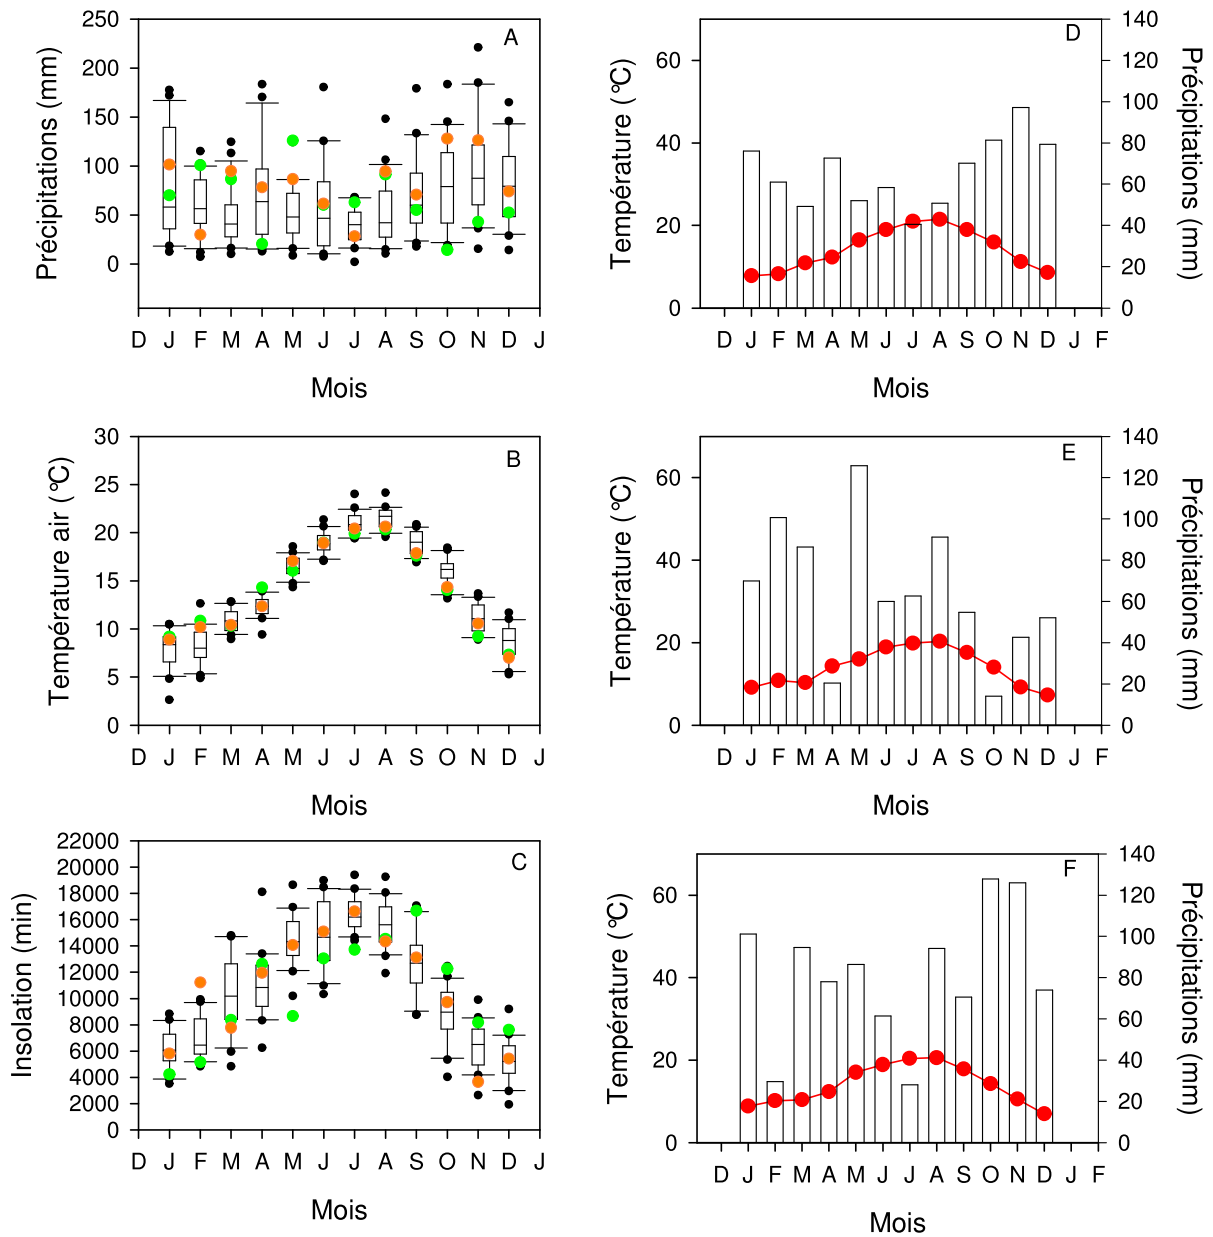 A
Précipitations (mm)
250
200
150
100
50
0
D J F M A M J J A S O N D J
Mois
D
Température (°C)
60
40
20
0
Précipitations (mm)
140
120
100
80
60
40
20
0
D J F M A M J J A S O N D J F
Mois
B
Température air (°C)
30
25
20
15
10
5
0
D J F M A M J J A S O N D J
Mois
E
Température (°C)
60
40
20
0
Précipitations (mm)
140
120
100
80
60
40
20
0
D J F M A M J J A S O N D J F
Mois
C
Insolation (min)
22000
20000
18000
16000
14000
12000
10000
8000
6000
4000
2000
0
D J F M A M J J A S O N D J
Mois
F
Température (°C)
60
40
20
0
Précipitations (mm)
140
120
100
80
60
40
20
0
D J F M A M J J A S O N D J F
Mois